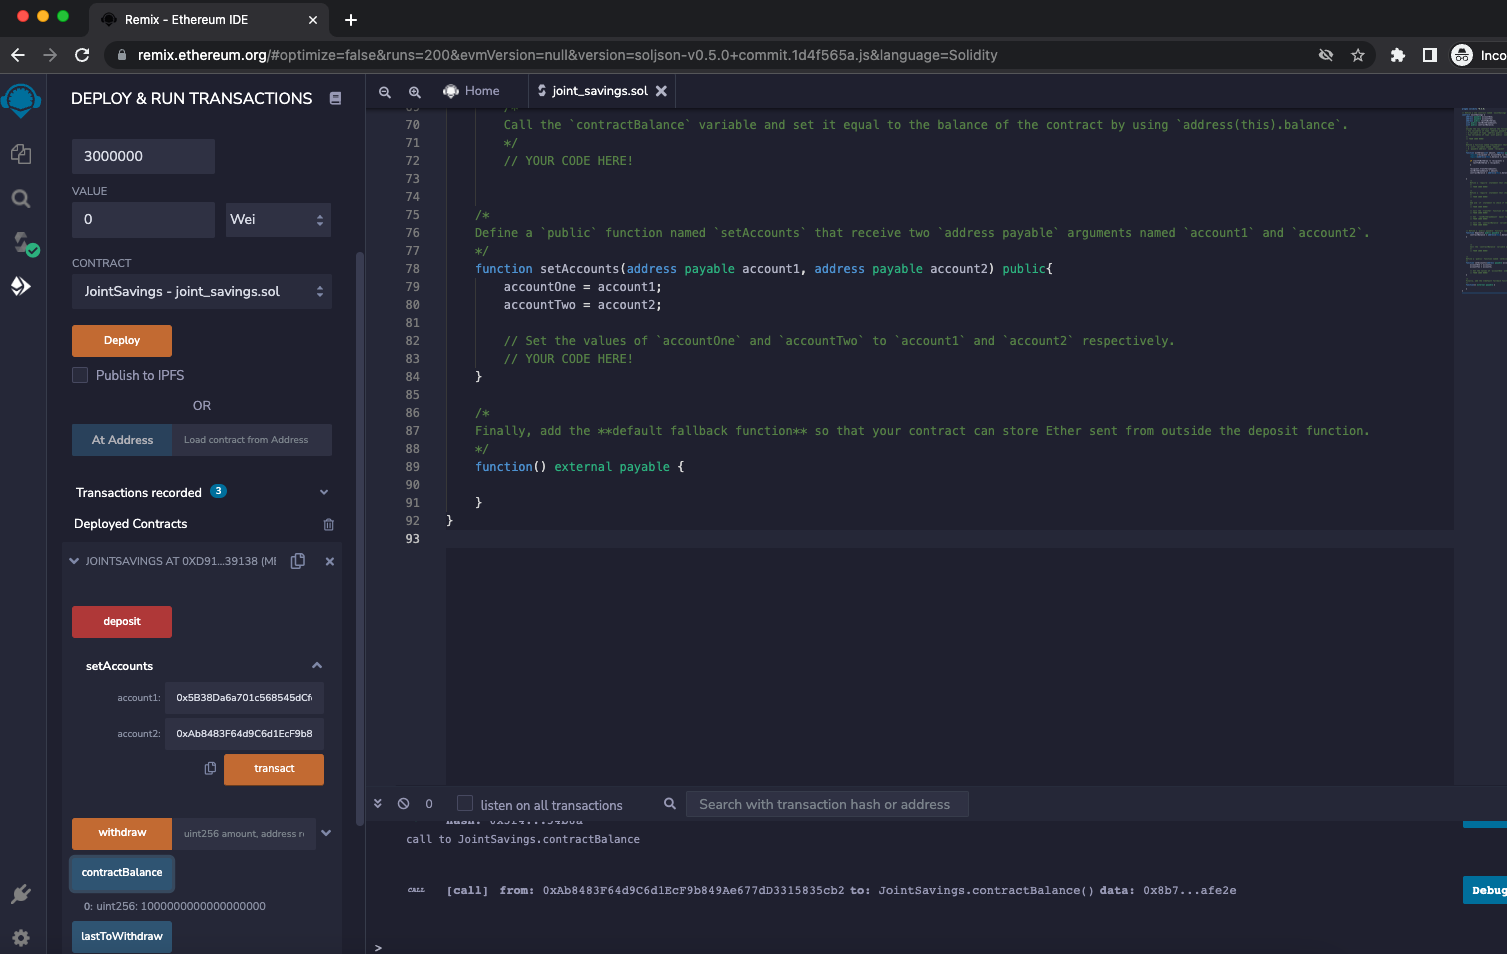 Remix - Ethereum IDE
remix.ethereum.org/#optimize=false&runs=200&evmVersion=null&version=soljson-v0.5.0+commit.1d4f565a.js&language=Solidity
Inco
DEPLOY & RUN TRANSACTIONS
3000000
VALUE
0
Wei
CONTRACT
JointSavings - joint_savings.sol
Deploy
Publish to IPFS
OR
At Address
Load contract from Address
Transactions recorded 3
Deployed Contracts
JOINTSAVINGS AT 0XD91...39138 (ME
deposit
setAccounts
account1: 0x5B38Da6a701c568545dCf
account2: 0xAb8483F64d9C6d1EcF9b8
transact
withdraw
uint256 amount, address r
contractBalance
0: uint256: 1000000000000000000
lastToWithdraw
Home
joint_savings.sol
69 /*
70 Call the `contractBalance` variable and set it equal to the balance of the contract by using `address(this).balance`.
71 */
72 // YOUR CODE HERE!
73
74
75 /*
76 Define a `public` function named `setAccounts` that receive two `address payable` arguments named `account1` and `account2`.
77 */
78 function setAccounts(address payable account1, address payable account2) public{
79 accountOne = account1;
80 accountTwo = account2;
81
82 // Set the values of `accountOne` and `accountTwo` to `account1` and `account2` respectively.
83 // YOUR CODE HERE!
84 }
85
86 /*
87 Finally, add the **default fallback function** so that your contract can store Ether sent from outside the deposit function.
88 */
89 function() external payable {
90
91 }
92 }
93
0
listen on all transactions
Search with transaction hash or address
call to JointSavings.contractBalance
CALL [call] from: 0xAb8483F64d9C6d1EcF9b849Ae677dD3315835cb2 to: JointSavings.contractBalance() data: 0x8b7...afe2e
Debug
>